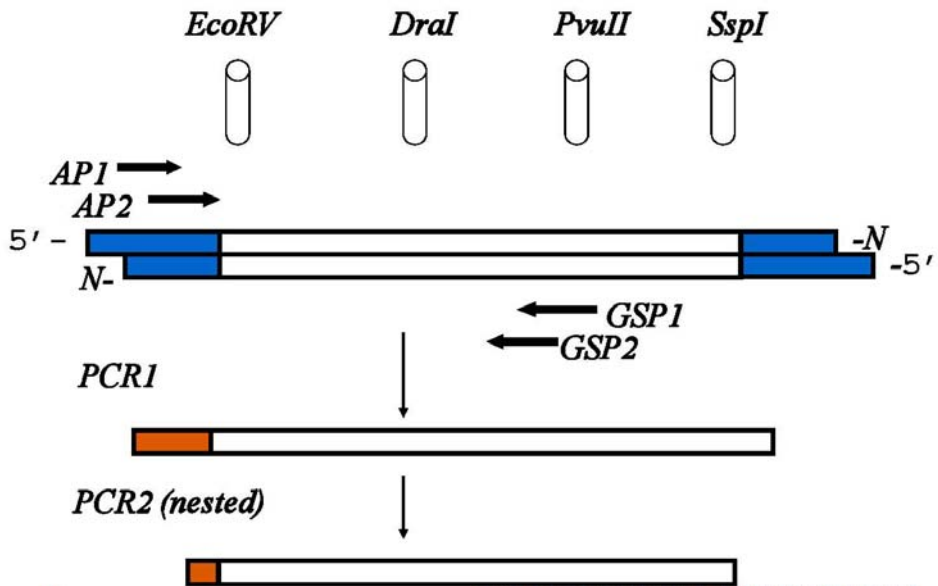 EcoRV DraI PvuII SspI
AP1
AP2
5' - -N
N- -5'
GSP1
GSP2
PCR1
PCR2 (nested)